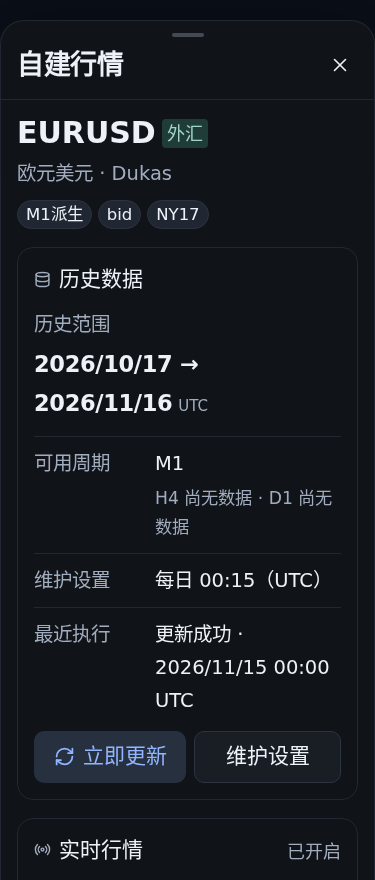 自建行情
EURUSD 外汇
欧元美元 · Dukas
M1派生 bid NY17
历史数据
历史范围
2026/10/17 →
2026/11/16 UTC
可用周期 M1
H4 尚无数据 · D1 尚无
数据
维护设置 每日 00:15（UTC）
最近执行 更新成功 ·
2026/11/15 00:00
UTC
立即更新 维护设置
实时行情 已开启